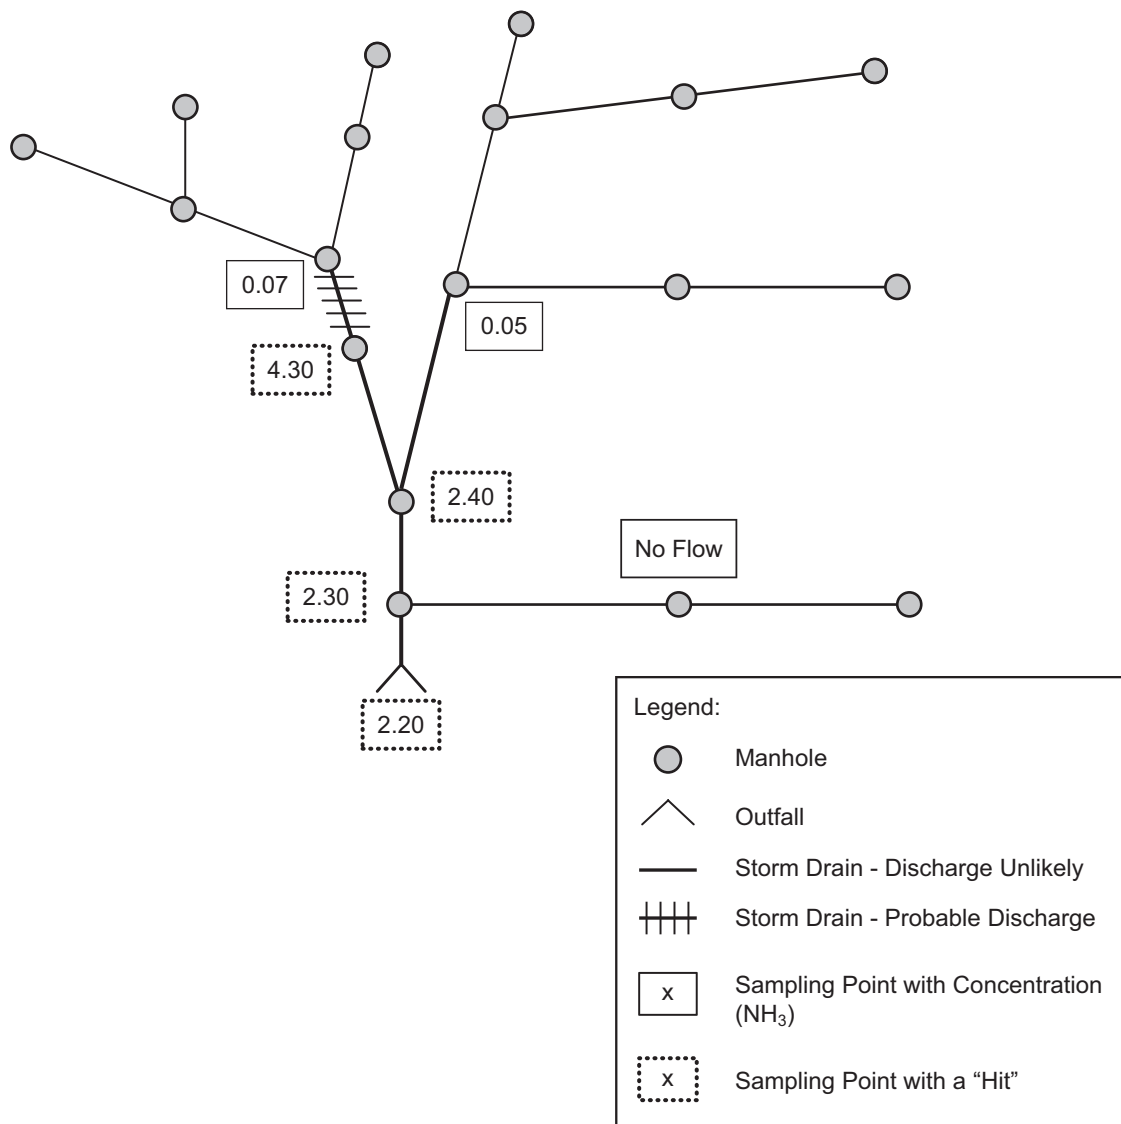 0.07
0.05
4.30
2.40
No Flow
2.30
2.20
Legend:
Manhole
Outfall
Storm Drain - Discharge Unlikely
Storm Drain - Probable Discharge
x
Sampling Point with Concentration
(NH₃)
x
Sampling Point with a “Hit”